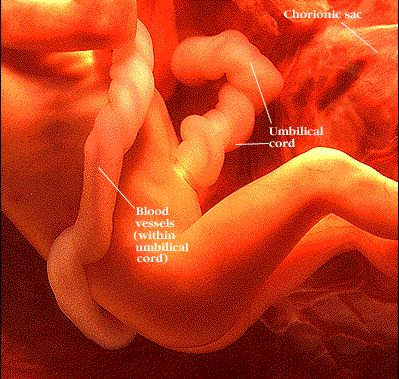 Chorionic sac
Umbilical
cord
Blood
vessels
(within
umbilical
cord)